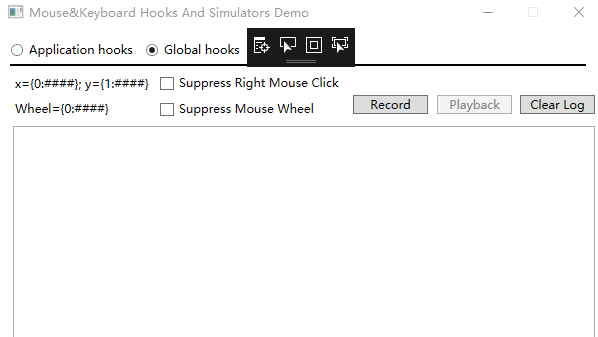 Mouse&Keyboard Hooks And Simulators Demo
Application hooks Global hooks
x={0:####}; y={1:####} Suppress Right Mouse Click
Wheel={0:####} Suppress Mouse Wheel Record Playback Clear Log